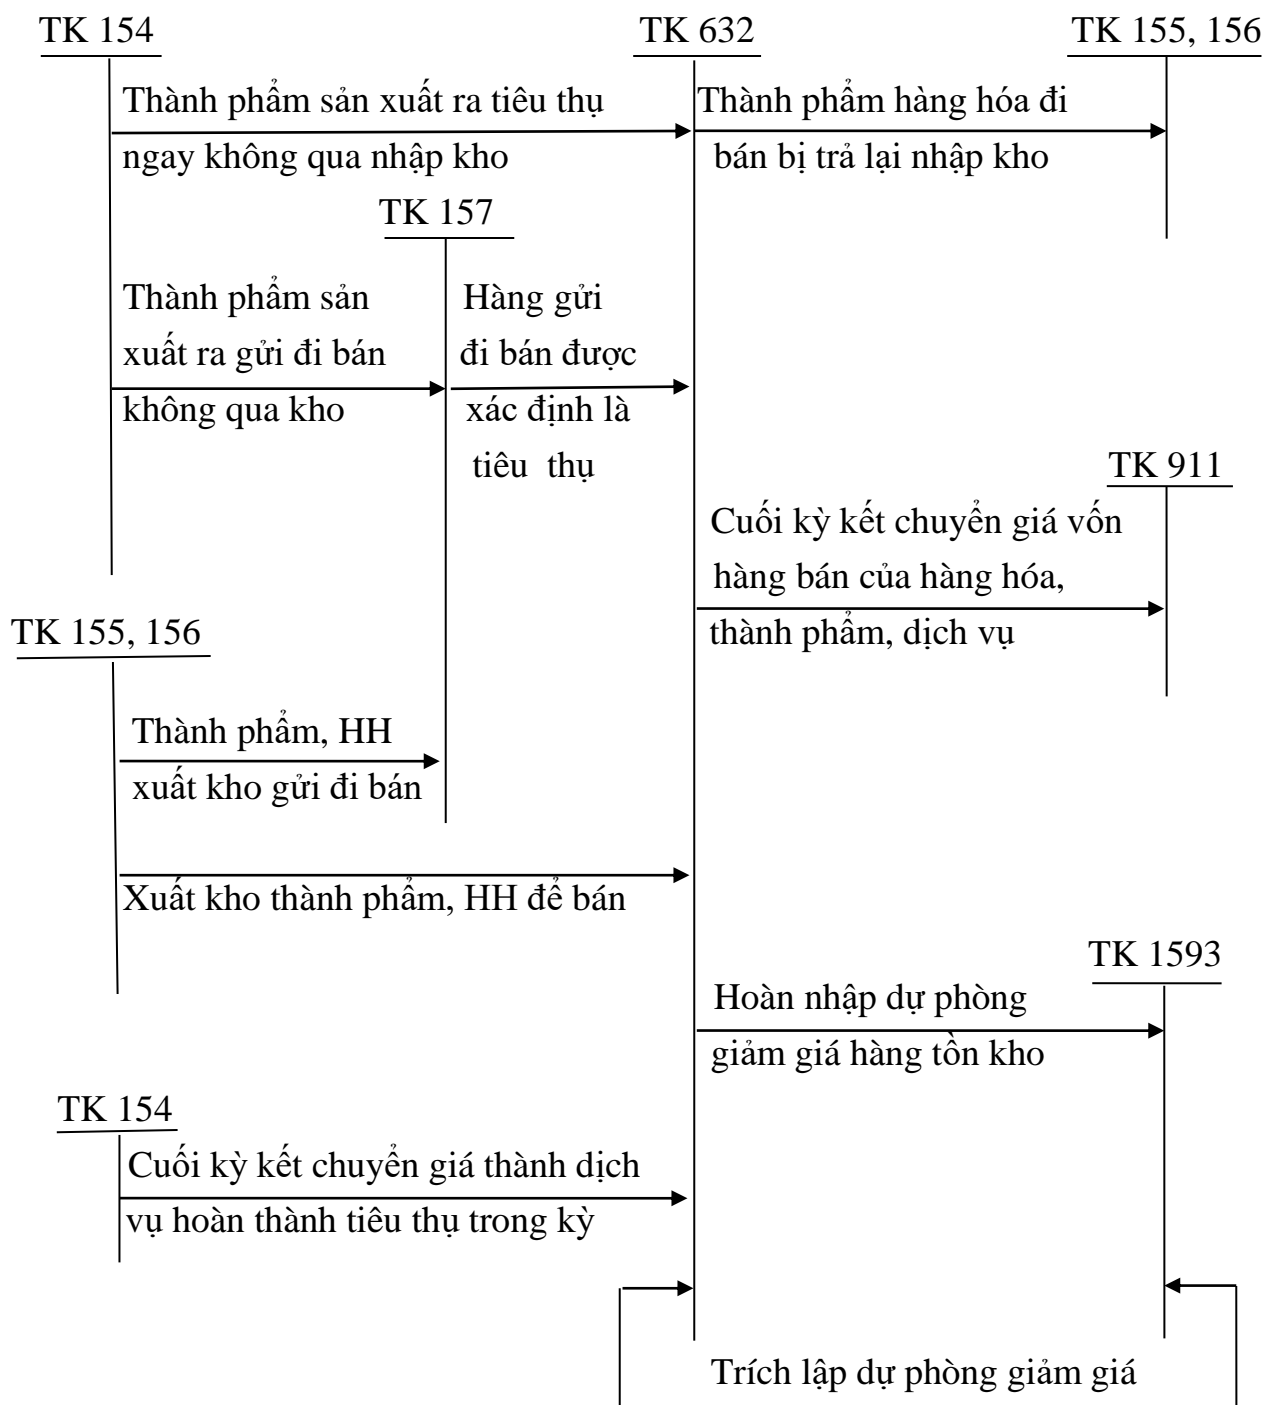 TK 154
TK 632
TK 155, 156
Thành phẩm sản xuất ra tiêu thụ
ngay không qua nhập kho
Thành phẩm hàng hóa đi
bán bị trả lại nhập kho
TK 157
Thành phẩm sản
xuất ra gửi đi bán
không qua kho
Hàng gửi
đi bán được
xác định là
tiêu thụ
TK 911
Cuối kỳ kết chuyển giá vốn
hàng bán của hàng hóa,
thành phẩm, dịch vụ
TK 155, 156
Thành phẩm, HH
xuất kho gửi đi bán
Xuất kho thành phẩm, HH để bán
TK 1593
Hoàn nhập dự phòng
giảm giá hàng tồn kho
TK 154
Cuối kỳ kết chuyển giá thành dịch
vụ hoàn thành tiêu thụ trong kỳ
Trích lập dự phòng giảm giá